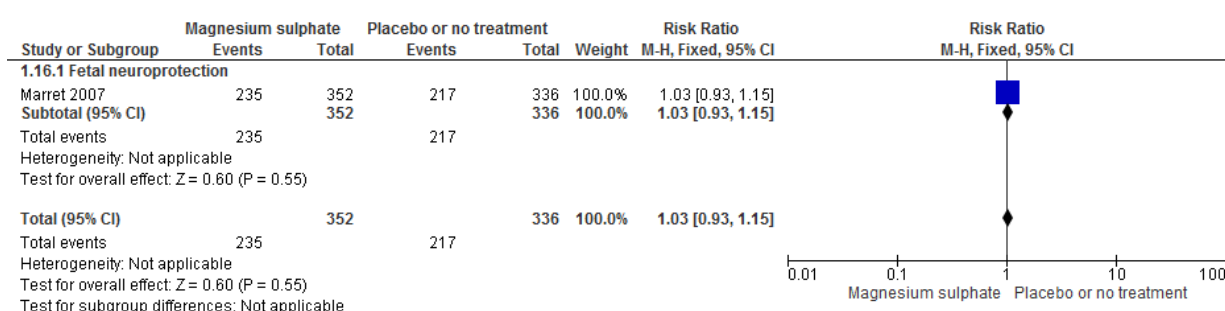 Magnesium sulphate Placebo or no treatment Risk Ratio Risk Ratio
Study or Subgroup Events Total Events Total Weight M-H, Fixed, 95% CI M-H, Fixed, 95% CI
1.16.1 Fetal neuroprotection
Marret 2007 235 352 217 336 100.0% 1.03 [0.93, 1.15]
Subtotal (95% CI) 352 336 100.0% 1.03 [0.93, 1.15]
Total events 235 217
Heterogeneity: Not applicable
Test for overall effect: Z = 0.60 (P = 0.55)
Total (95% CI) 352 336 100.0% 1.03 [0.93, 1.15]
Total events 235 217
Heterogeneity: Not applicable
Test for overall effect: Z = 0.60 (P = 0.55)
Test for subgroup differences: Not applicable
0.01 0.1 1 10 100
Magnesium sulphate Placebo or no treatment